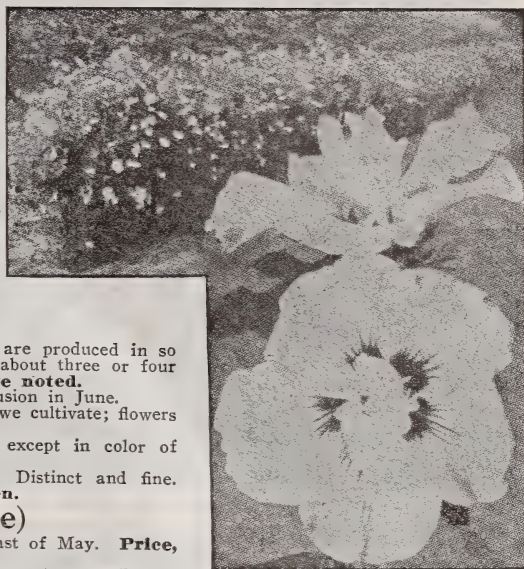 are produced in so
about three or four
e noted.
usion in June.
we cultivate; flowers
except in color of
Distinct and fine.
n.
e)
ast of May. Price,